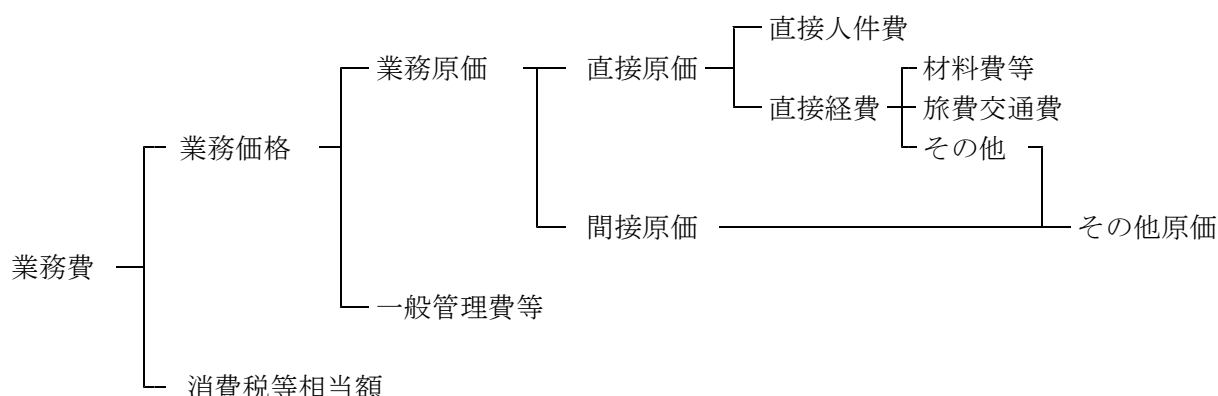 直接人件費
業務原価
直接原価
材料費等
直接経費
旅費交通費
業務価格
その他
間接原価
その他原価
業務費
一般管理費等
消費税等相当額